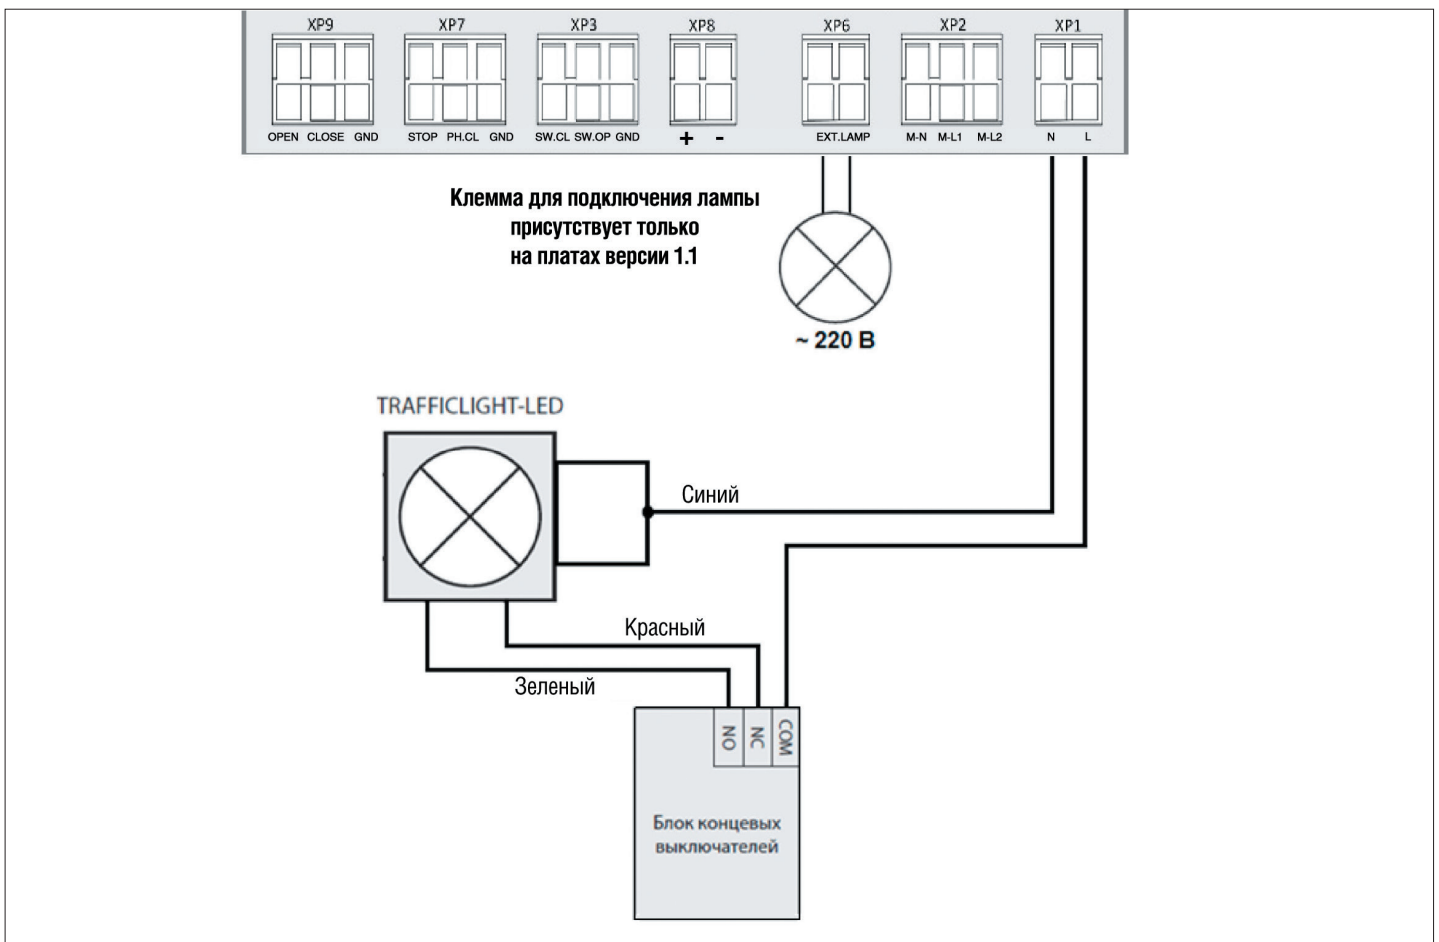 XP9 XP7 XP3 XP8 XP6 XP2 XP1
OPEN CLOSE GND STOP PH.CL GND SW.CL SW.OP GND + - EXT.LAMP M-N M-L1 M-L2 N L
Клемма для подключения лампы
присутствует только
на платах версии 1.1
~ 220 В
TRAFFICLIGHT-LED
Синий
Красный
Зеленый
NO NC COM
Блок концевых
выключателей